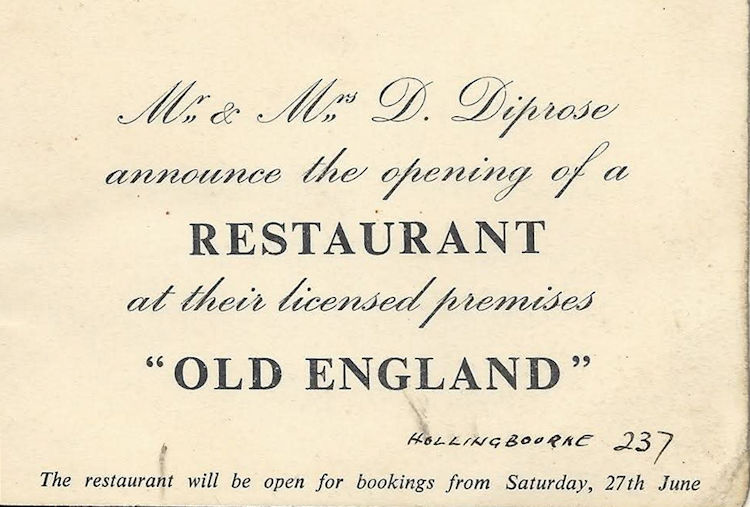 Mr & Mrs D. Diprose
announce the opening of a
RESTAURANT
at their licensed premises
“OLD ENGLAND”
HOLLINGBOURNE 237
The restaurant will be open for bookings from Saturday, 27th June